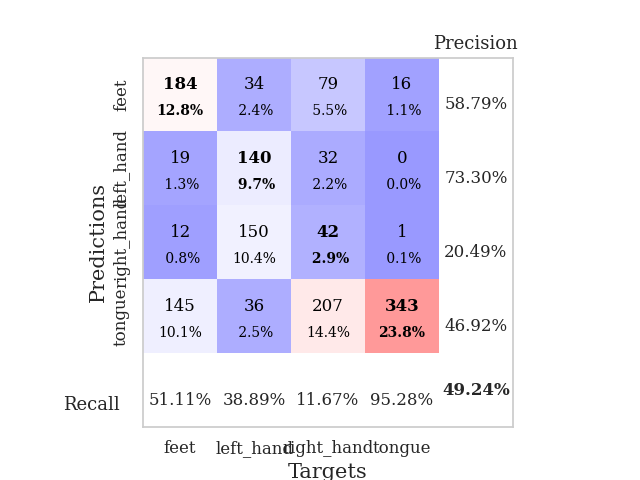 Precision
feet 184 34 79 16 58.79%
12.8% 2.4% 5.5% 1.1%
left_hand 19 140 32 0 73.30%
1.3% 9.7% 2.2% 0.0%
right_hand 12 150 42 1 20.49%
0.8% 10.4% 2.9% 0.1%
tongue 145 36 207 343 46.92%
10.1% 2.5% 14.4% 23.8%
Predictions
Recall 51.11% 38.89% 11.67% 95.28% 49.24%
feet left_hand right_hand tongue
Targets